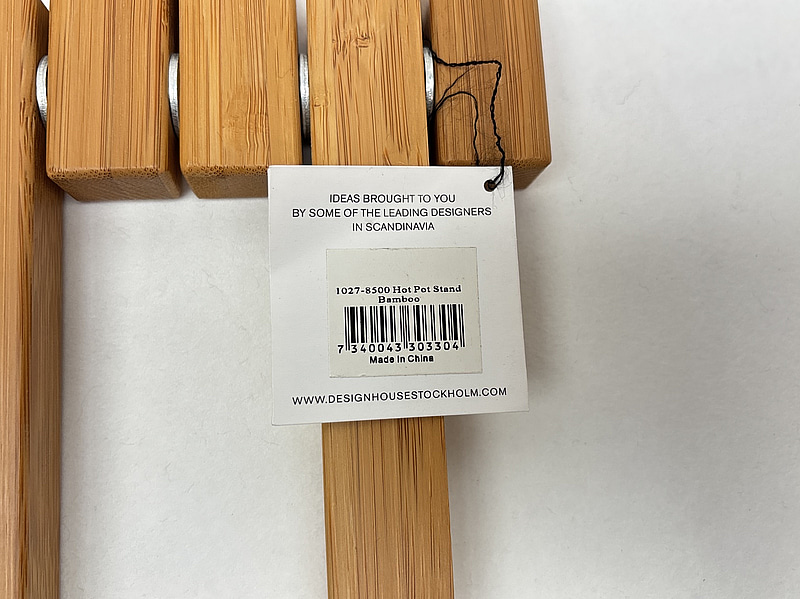 IDEAS BROUGHT TO YOU
BY SOME OF THE LEADING DESIGNERS
IN SCANDINAVIA
1027-8500 Hot Pot Stand
Bamboo
7 340043 303304
Made in China
WWW.DESIGNHOUSESTOCKHOLM.COM